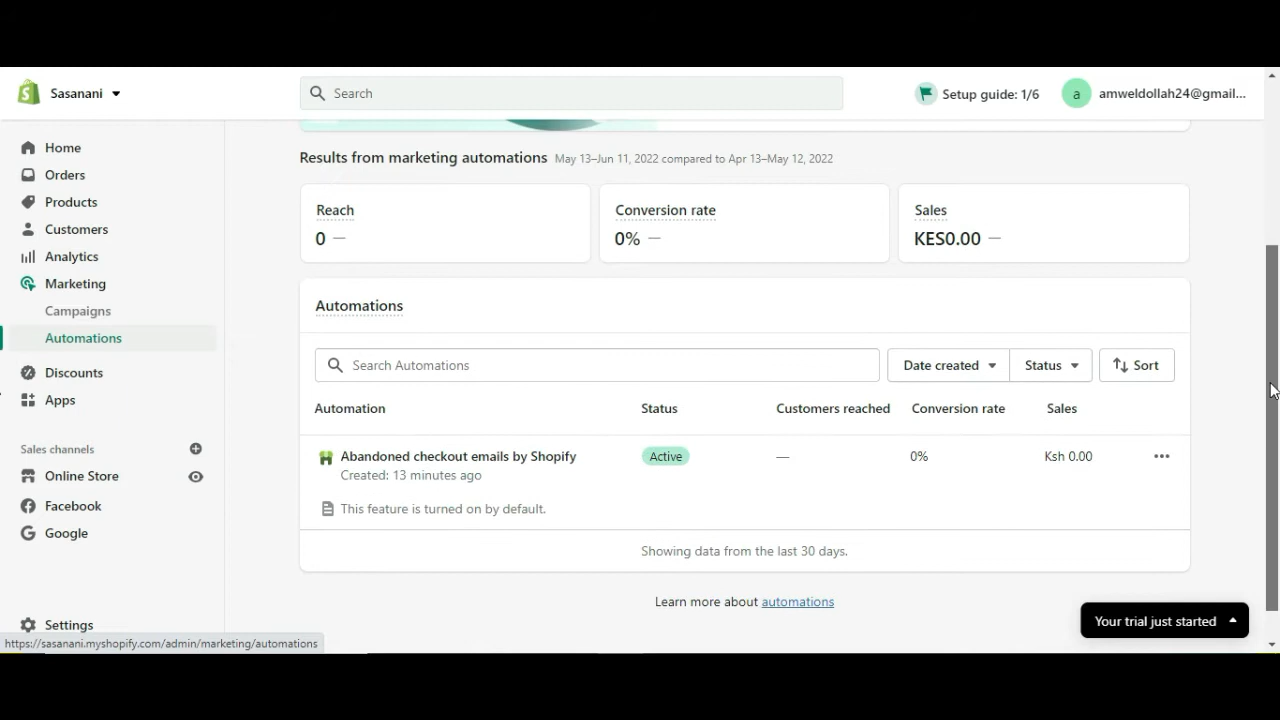 Sasanani
Search
Setup guide: 1/6
a
amweldollah24@gmail...
Home
Orders
Products
Customers
Analytics
Marketing
Campaigns
Automations
Discounts
Apps
Sales channels
Online Store
Facebook
Google
Settings
https://sasanani.myshopify.com/admin/marketing/automations
Results from marketing automations May 13–Jun 11, 2022 compared to Apr 13–May 12, 2022
Reach
0 —
Conversion rate
0% —
Sales
KES0.00 —
Automations
Search Automations
Date created
Status
Sort
Automation Status Customers reached Conversion rate Sales
Abandoned checkout emails by Shopify Active — 0% Ksh 0.00
Created: 13 minutes ago
This feature is turned on by default.
Showing data from the last 30 days.
Learn more about automations
Your trial just started